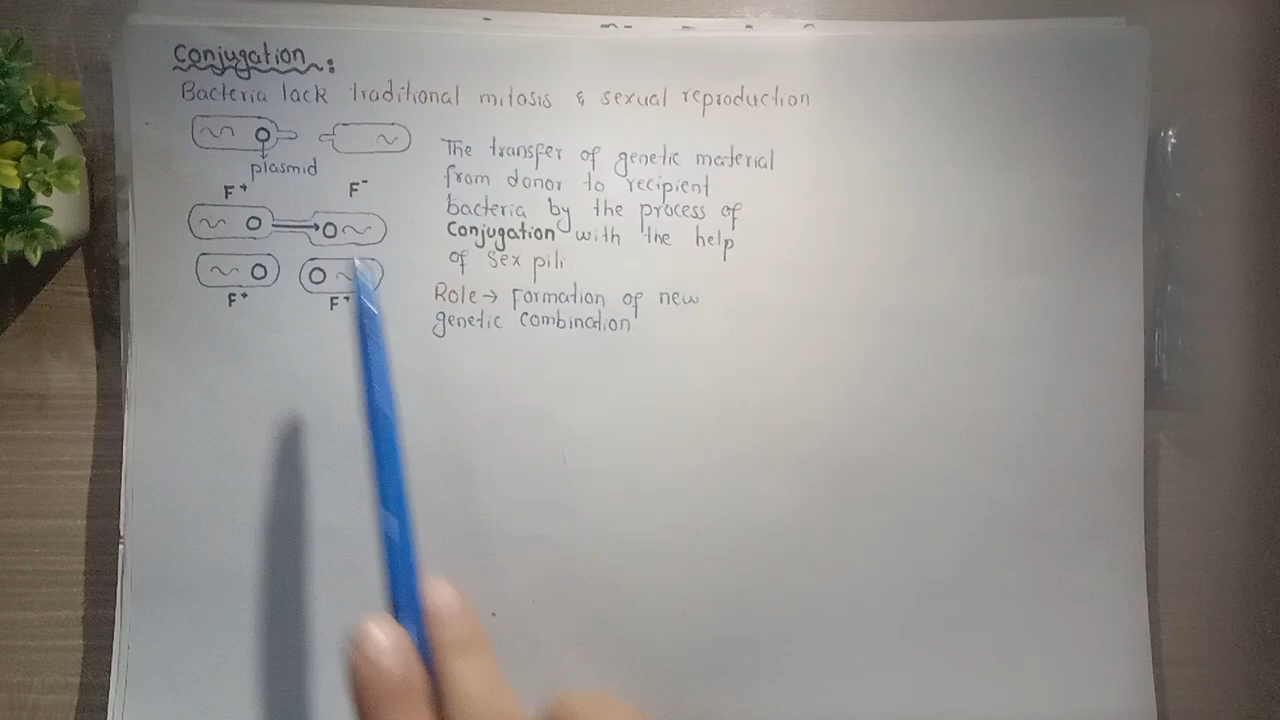 Conjugation :
Bacteria lack traditional mitosis & sexual reproduction
plasmid
F+ F-
F+ F+
The transfer of genetic material
from donor to recipient
bacteria by the process of
Conjugation with the help
of sex pili.
Role → Formation of new
genetic combination